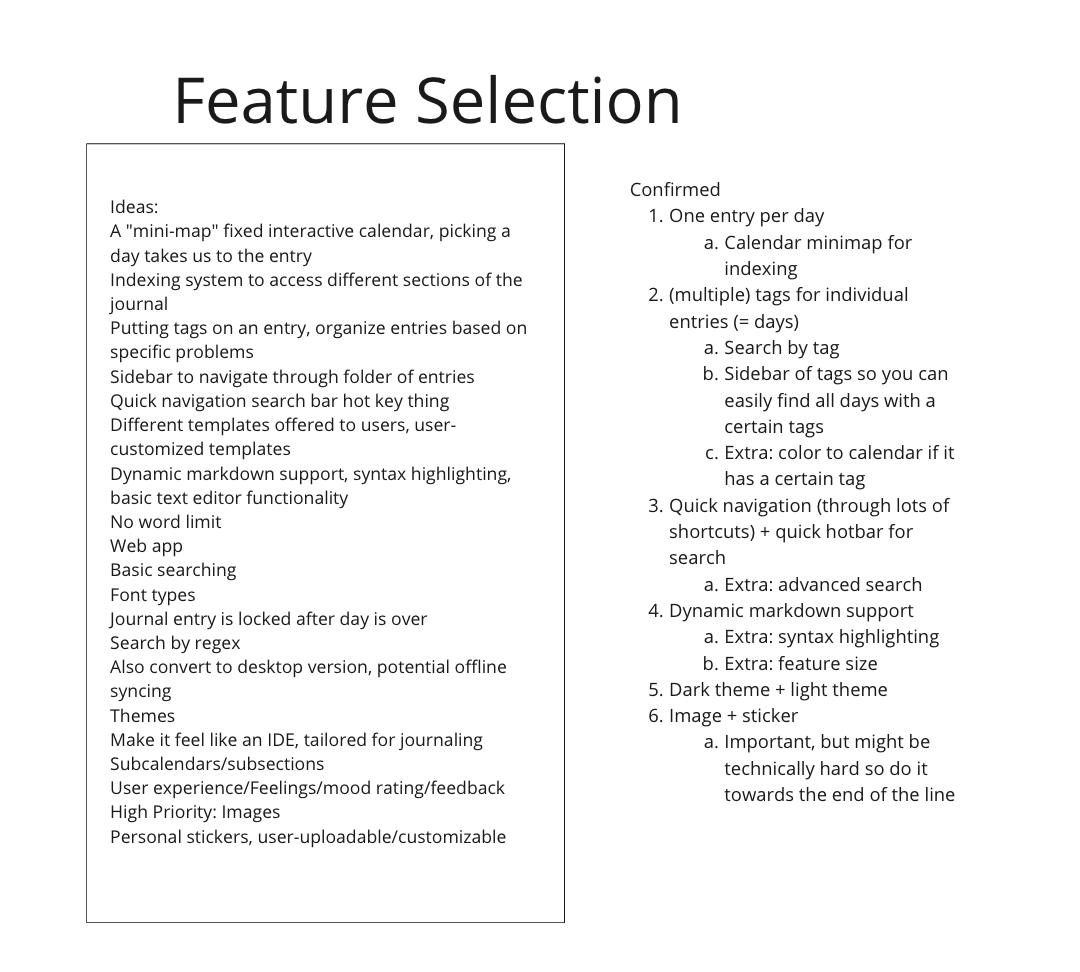 Feature Selection
Ideas:
A "mini-map" fixed interactive calendar, picking a
day takes us to the entry
Indexing system to access different sections of the
journal
Putting tags on an entry, organize entries based on
specific problems
Sidebar to navigate through folder of entries
Quick navigation search bar hot key thing
Different templates offered to users, user-
customized templates
Dynamic markdown support, syntax highlighting,
basic text editor functionality
No word limit
Web app
Basic searching
Font types
Journal entry is locked after day is over
Search by regex
Also convert to desktop version, potential offline
syncing
Themes
Make it feel like an IDE, tailored for journaling
Subcalendars/subsections
User experience/Feelings/mood rating/feedback
High Priority: Images
Personal stickers, user-uploadable/customizable
Confirmed
1. One entry per day
a. Calendar minimap for
indexing
2. (multiple) tags for individual
entries (= days)
a. Search by tag
b. Sidebar of tags so you can
easily find all days with a
certain tags
c. Extra: color to calendar if it
has a certain tag
3. Quick navigation (through lots of
shortcuts) + quick hotbar for
search
a. Extra: advanced search
4. Dynamic markdown support
a. Extra: syntax highlighting
b. Extra: feature size
5. Dark theme + light theme
6. Image + sticker
a. Important, but might be
technically hard so do it
towards the end of the line